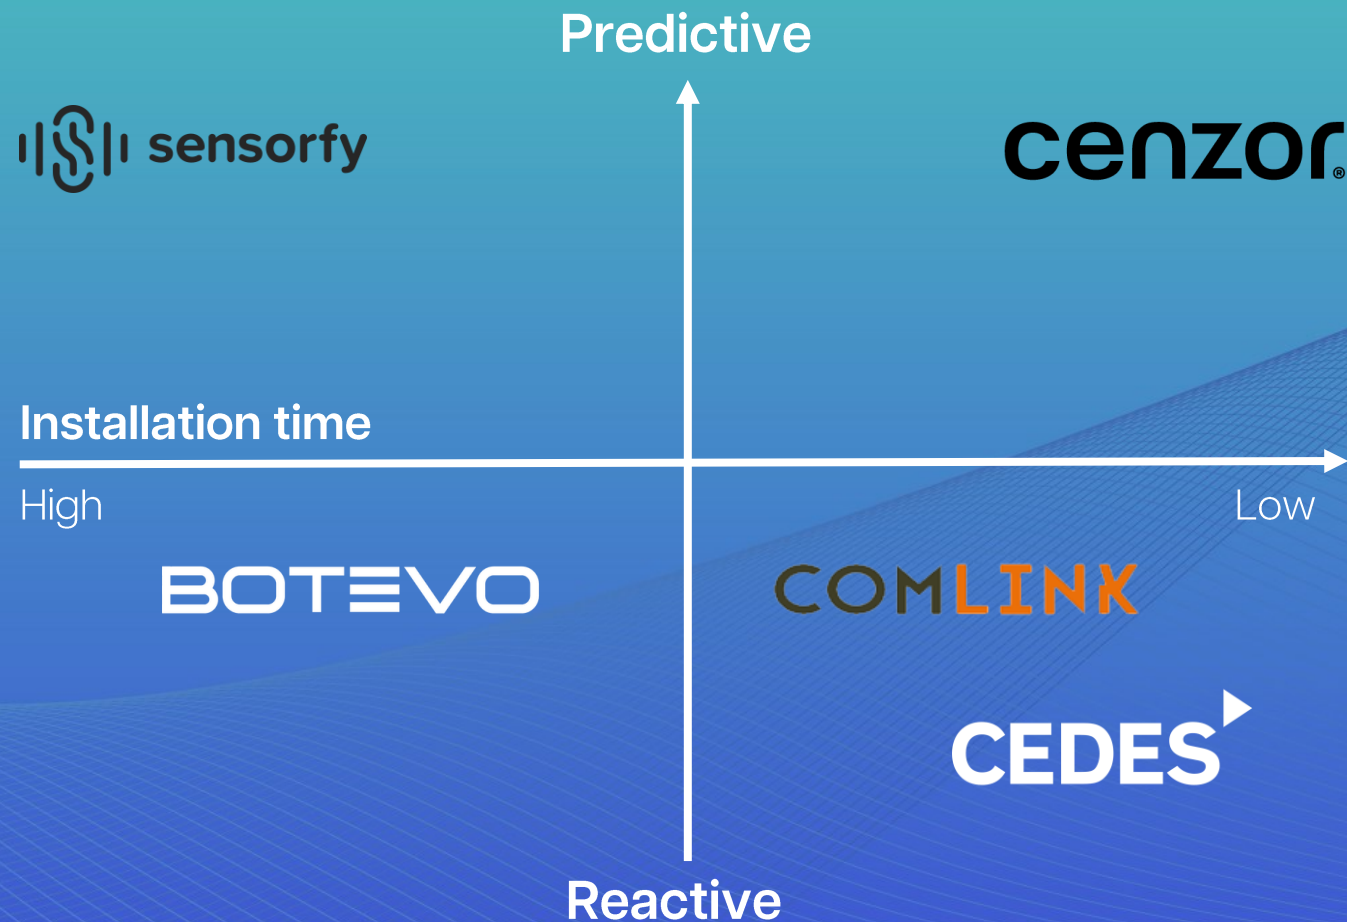 Predictive
sensorfy
cenzor®
Installation time
High
Low
BOTEVO
COMLINK
CEDES
Reactive